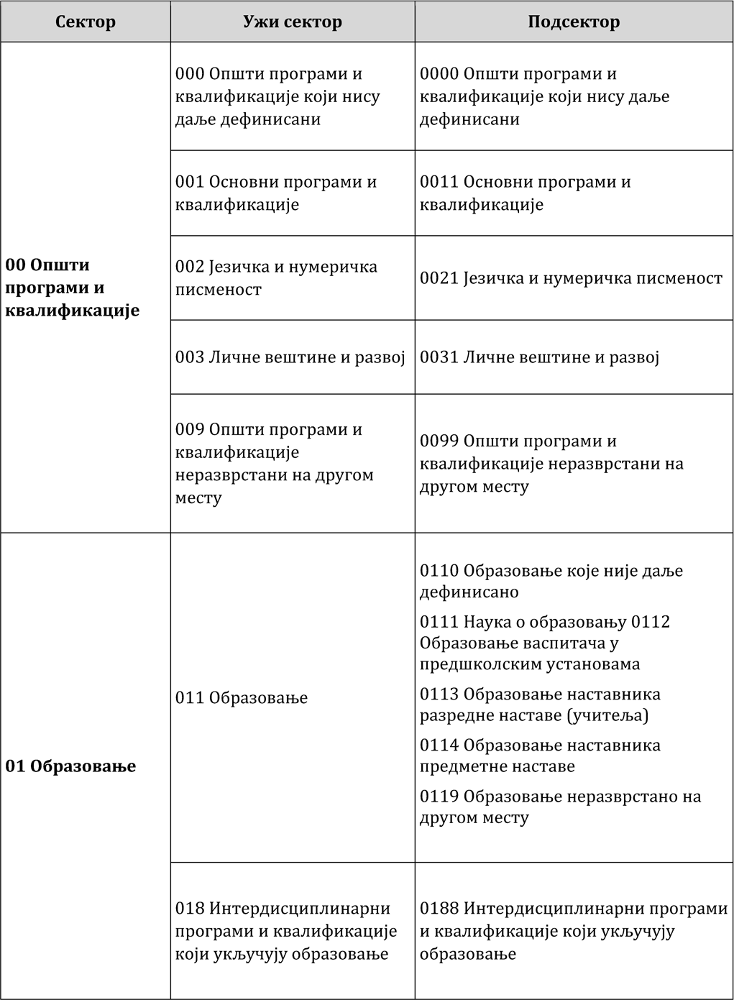 Сектор
Ужи сектор
Подсектор
00 Општи
програми и
квалификације
000 Општи програми и
квалификације који нису
даље дефинисани
0000 Општи програми и
квалификације који нису даље
дефинисани
001 Основни програми и
квалификације
0011 Основни програми и
квалификације
002 Језичка и нумеричка
писменост
0021 Језичка и нумеричка писменост
003 Личне вештине и развој
0031 Личне вештине и развој
009 Општи програми и
квалификације
неразврстани на другом
месту
0099 Општи програми и
квалификације неразврстани на
другом месту
01 Образовање
011 Образовање
0110 Образовање које није даље
дефинисано
0111 Наука о образовању 0112
Образовање васпитача у
предшколским установама
0113 Образовање наставника
разредне наставе (учитеља)
0114 Образовање наставника
предметне наставе
0119 Образовање неразврстано на
другом месту
018 Интердисциплинарни
програми и квалификације
који укључују образовање
0188 Интердисциплинарни програми
и квалификације који укључују
образовање